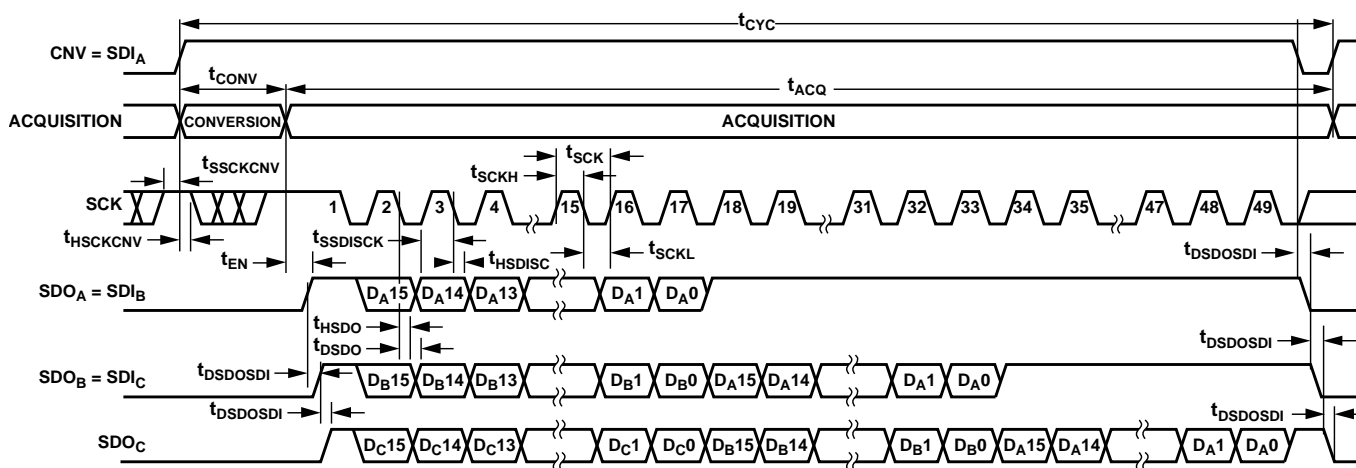 tCYC
CNV = SDIA
tCONV
tACQ
ACQUISITION CONVERSION ACQUISITION
tSSCKCNV
tSCK
tSCKH
SCK 1 2 3 4 15 16 17 18 19 31 32 33 34 35 47 48 49
tHSCKCNV
tSSDISCK
tSCKL
tEN
tHSDISC
tDSDOSDI
SDOA = SDIB DA15 DA14 DA13 DA1 DA0
tHSDO
tDSDO
tDSDOSDI
tDSDOSDI
SDOB = SDIC DB15 DB14 DB13 DB1 DB0 DA15 DA14 DA1 DA0
tDSDOSDI
tDSDOSDI
SDOC DC15 DC14 DC13 DC1 DC0 DB15 DB14 DB1 DB0 DA15 DA14 DA1 DA0